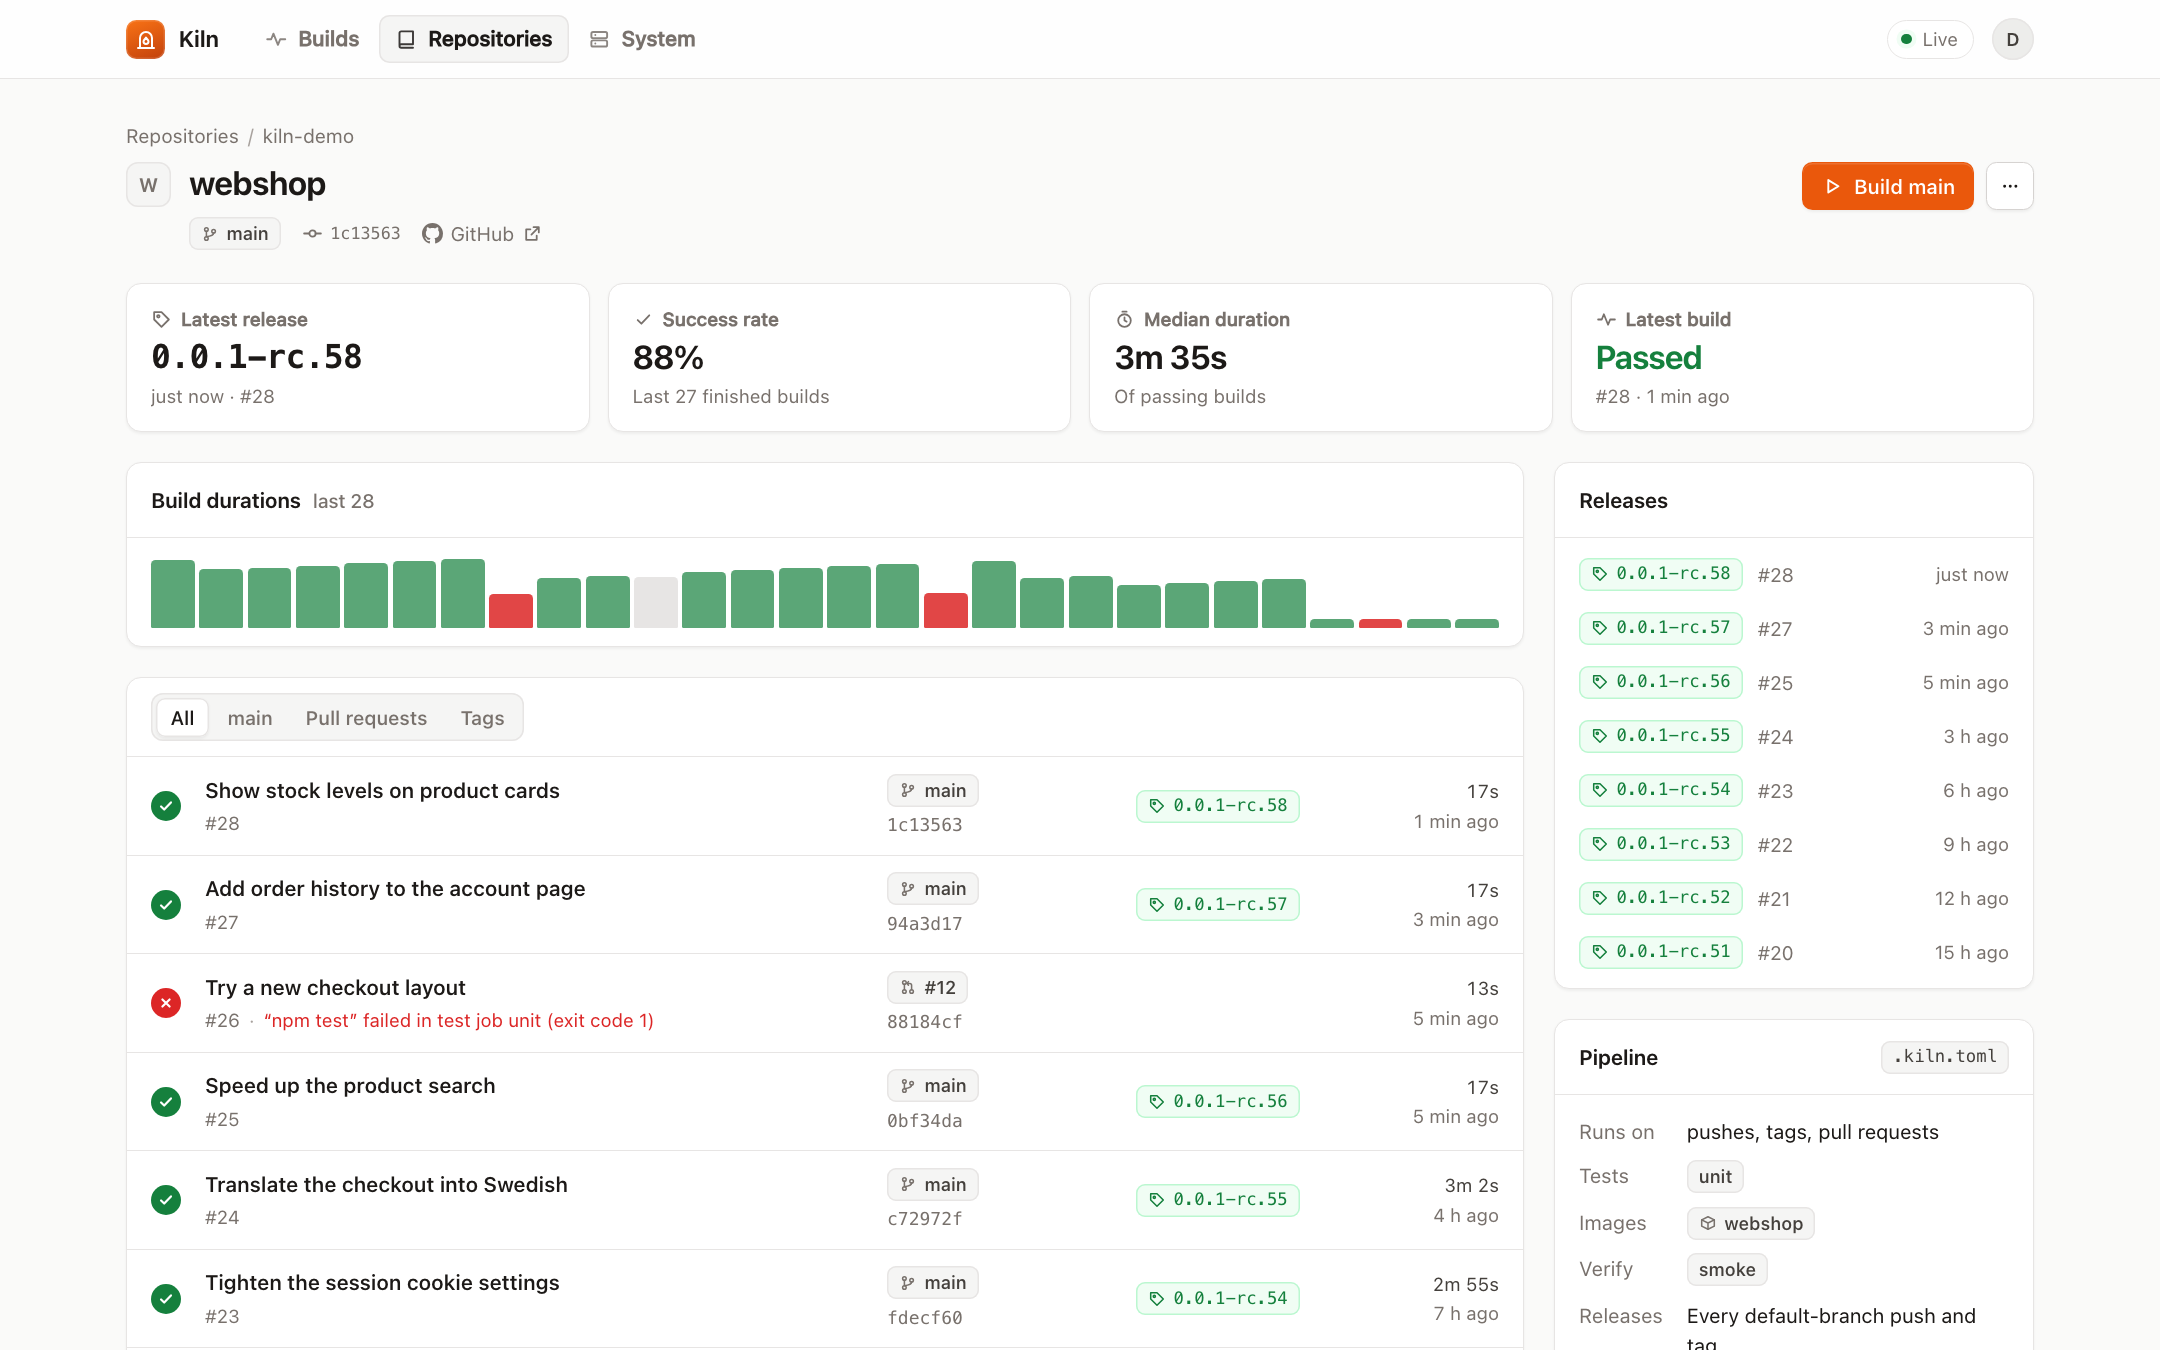 Kiln
Builds
Repositories
System
Live
D
Repositories / kiln-demo
W
webshop
Build main
main
1c13563
GitHub
Latest release
0.0.1-rc.58
just now · #28
Success rate
88%
Last 27 finished builds
Median duration
3m 35s
Of passing builds
Latest build
Passed
#28 · 1 min ago
Build durations last 28
All
main
Pull requests
Tags
Show stock levels on product cards
#28
main
1c13563
0.0.1-rc.58
17s
1 min ago
Add order history to the account page
#27
main
94a3d17
0.0.1-rc.57
17s
3 min ago
Try a new checkout layout
#26 · “npm test” failed in test job unit (exit code 1)
#12
88184cf
13s
5 min ago
Speed up the product search
#25
main
0bf34da
0.0.1-rc.56
17s
5 min ago
Translate the checkout into Swedish
#24
main
c72972f
0.0.1-rc.55
3m 2s
4 h ago
Tighten the session cookie settings
#23
main
fdecf60
0.0.1-rc.54
2m 55s
7 h ago
Releases
0.0.1-rc.58 #28 just now
0.0.1-rc.57 #27 3 min ago
0.0.1-rc.56 #25 5 min ago
0.0.1-rc.55 #24 3 h ago
0.0.1-rc.54 #23 6 h ago
0.0.1-rc.53 #22 9 h ago
0.0.1-rc.52 #21 12 h ago
0.0.1-rc.51 #20 15 h ago
Pipeline
.kiln.toml
Runs on pushes, tags, pull requests
Tests unit
Images webshop
Verify smoke
Releases Every default-branch push and
tag